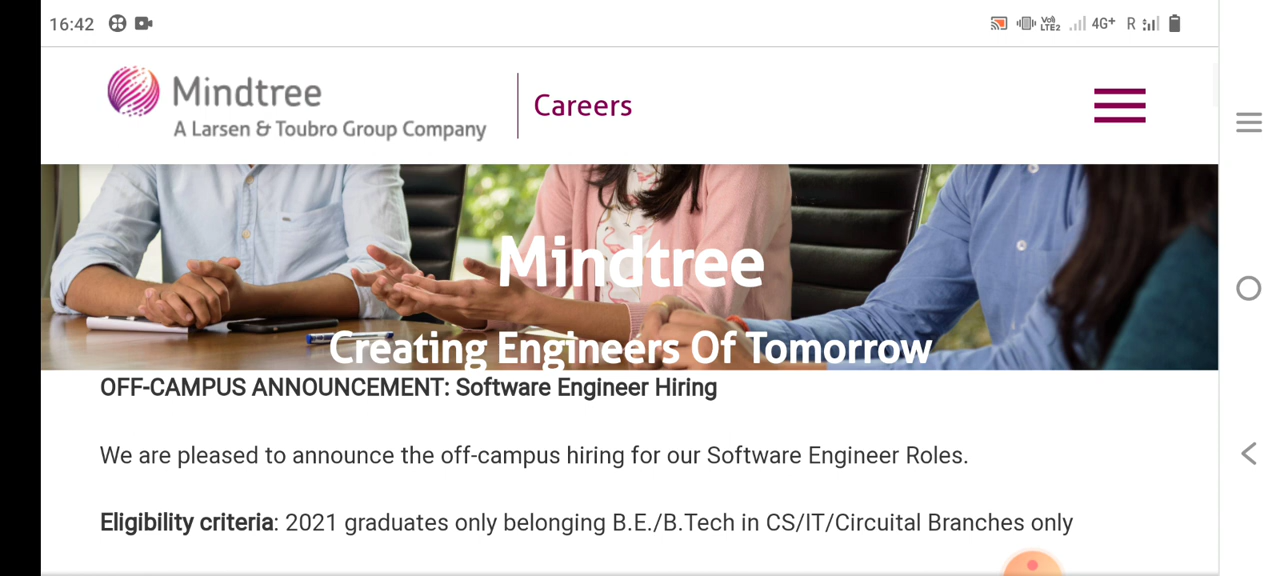 16:42
Vo)
LTE2
4G+
R
Mindtree
A Larsen & Toubro Group Company
Careers
Mindtree
Creating Engineers Of Tomorrow
OFF-CAMPUS ANNOUNCEMENT: Software Engineer Hiring
We are pleased to announce the off-campus hiring for our Software Engineer Roles.
Eligibility criteria: 2021 graduates only belonging B.E./B.Tech in CS/IT/Circuital Branches only